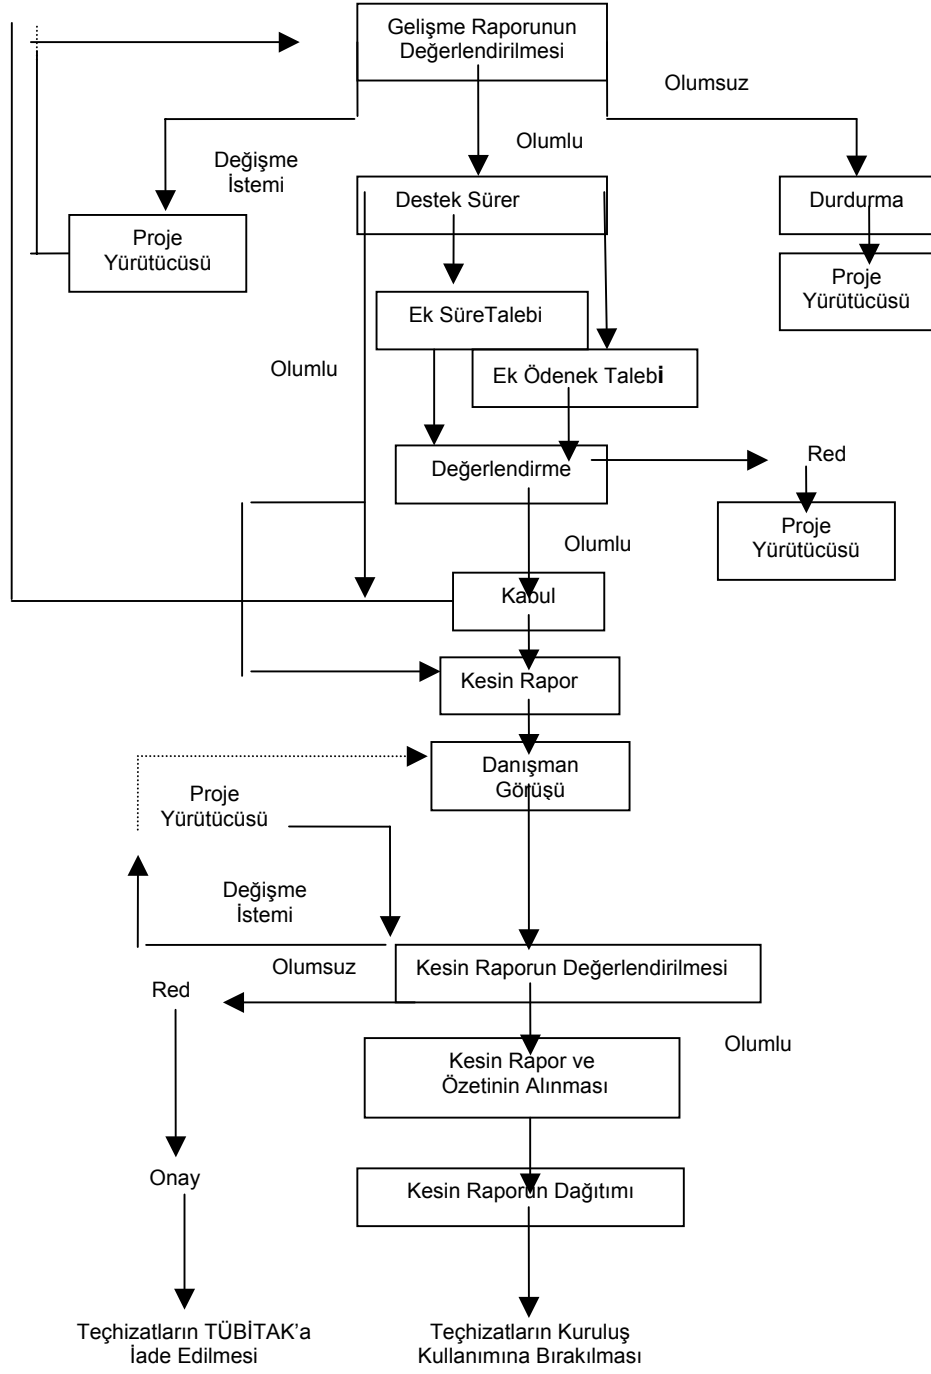 Gelişme Raporunun
Değerlendirilmesi
Olumsuz
Olumlu
Değişme
İstemi
Destek Sürer
Durdurma
Proje
Yürütücüsü
Proje
Yürütücüsü
Ek SüreTalebi
Olumlu
Ek Ödenek Talebi
Değerlendirme
Red
Proje
Yürütücüsü
Olumlu
Kabul
Kesin Rapor
Danışman
Görüşü
Proje
Yürütücüsü
Değişme
İstemi
Olumsuz
Kesin Raporun Değerlendirilmesi
Red
Olumlu
Kesin Rapor ve
Özetinin Alınması
Onay
Kesin Raporun Dağıtımı
Teçhizatların TÜBİTAK’a
İade Edilmesi
Teçhizatların Kuruluş
Kullanımına Bırakılması